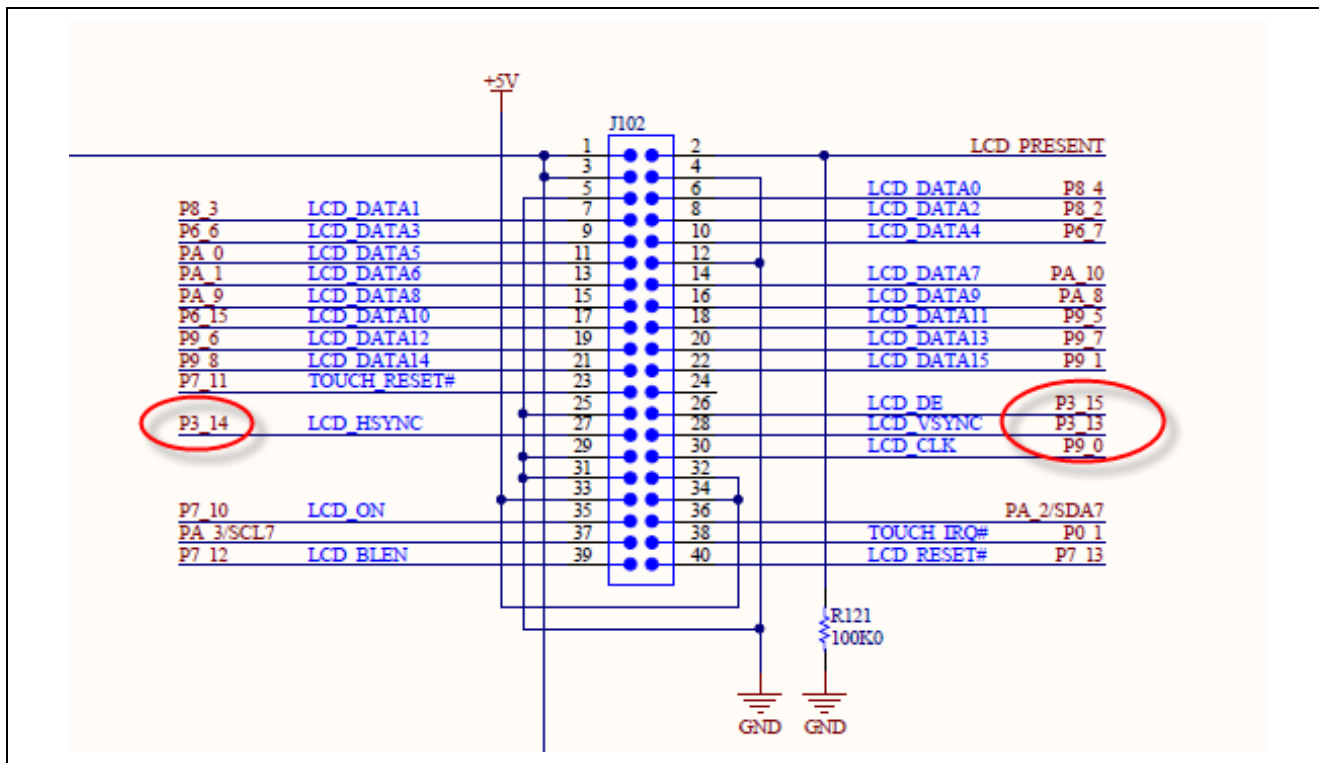 +5V
J102
1 2 LCD_PRESENT
3 4
5 6 LCD_DATA0 P8_4
P8_3 LCD_DATA1 7 8 LCD_DATA2 P8_2
P6_6 LCD_DATA3 9 10 LCD_DATA4 P6_7
PA_0 LCD_DATA5 11 12
PA_1 LCD_DATA6 13 14 LCD_DATA7 PA_10
PA_9 LCD_DATA8 15 16 LCD_DATA9 PA_8
P6_15 LCD_DATA10 17 18 LCD_DATA11 P9_5
P9_6 LCD_DATA12 19 20 LCD_DATA13 P9_7
P9_8 LCD_DATA14 21 22 LCD_DATA15 P9_1
P7_11 TOUCH_RESET# 23 24
25 26 LCD_DE P3_15
P3_14 LCD_HSYNC 27 28 LCD_VSYNC P3_13
29 30 LCD_CLK P9_0
31 32
33 34
P7_10 LCD_ON 35 36 PA_2/SDA7
PA_3/SCL7 37 38 TOUCH_IRQ# P0_1
P7_12 LCD_BLEN 39 40 LCD_RESET# P7_13
R121
100K0
GND GND